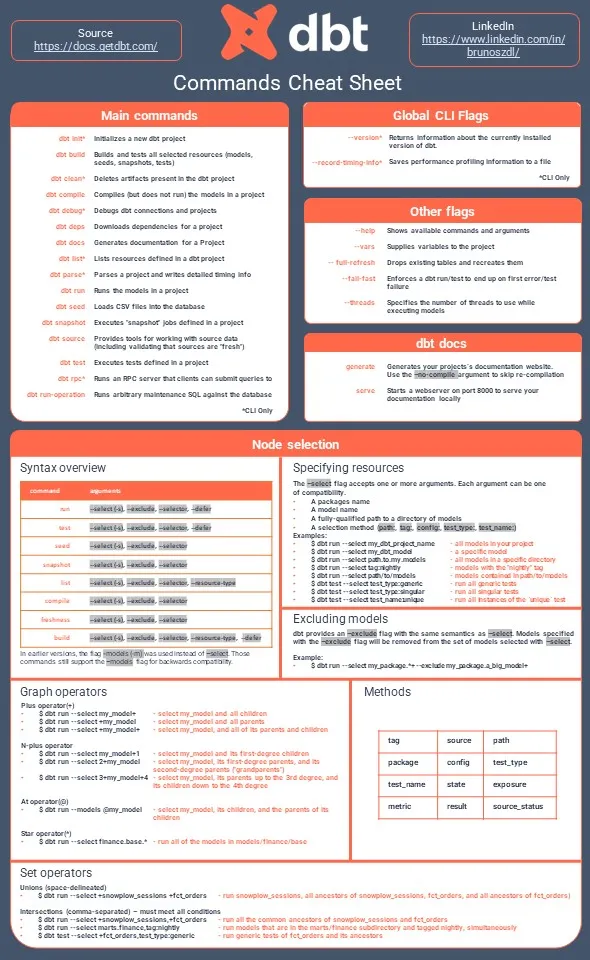 Source
https://docs.getdbt.com/
dbt
LinkedIn
https://www.linkedin.com/in/
brunoszdl/
Commands Cheat Sheet
Main commands
dbt init* Initializes a new dbt project
dbt build Builds and tests all selected resources (models,
seeds, snapshots, tests)
dbt clean* Deletes artifacts present in the dbt project
dbt compile Compiles (but does not run) the models in a project
dbt debug* Debugs dbt connections and projects
dbt deps Downloads dependencies for a project
dbt docs Generates documentation for a Project
dbt list* Lists resources defined in a dbt project
dbt parse* Parses a project and writes detailed timing info
dbt run Runs the models in a project
dbt seed Loads CSV files into the database
dbt snapshot Executes "snapshot" jobs defined in a project
dbt source Provides tools for working with source data
(including validating that sources are "fresh")
dbt test Executes tests defined in a project
dbt rpc* Runs an RPC server that clients can submit queries to
dbt run-operation Runs arbitrary maintenance SQL against the database
*CLI Only
Global CLI Flags
--version* Returns information about the currently installed
version of dbt.
--record-timing-info* Saves performance profiling information to a file
*CLI Only
Other flags
--help Shows available commands and arguments
--vars Supplies variables to the project
-- full-refresh Drops existing tables and recreates them
--fail-fast Enforces a dbt run/test to end up on first error/test
failure
--threads Specifies the number of threads to use while
executing models
dbt docs
generate Generates your projects's documentation website.
Use the --no-compile argument to skip re-compilation
serve Starts a webserver on port 8000 to serve your
documentation locally
Node selection
Syntax overview
command arguments
run --select (-s), --exclude, --selector, --defer
test --select (-s), --exclude, --selector, --defer
seed --select (-s), --exclude, --selector
snapshot --select (-s), --exclude, --selector
list --select (-s), --exclude, --selector, --resource-type
compile --select (-s), --exclude, --selector
freshness --select (-s), --exclude, --selector
build --select (-s), --exclude, --selector, --resource-type, --defer
In earlier versions, the flag --models (-m) was used instead of --select. Those
commands still support the --models flag for backwards compatibility.
Specifying resources
The --select flag accepts one or more arguments. Each argument can be one
of compatibility.
• A packages name
• A model name
• A fully-qualified path to a directory of models
• A selection method (path:, tag:, config:, test_type:, test_name:)
Examples:
• $ dbt run --select my_dbt_project_name - all models in your project
• $ dbt run --select my_dbt_model - a specific model
• $ dbt run --select path.to.my.models - all models in a specific directory
• $ dbt run --select tag:nightly - models with the "nightly" tag
• $ dbt run --select path/to/models - models contained in path/to/models
• $ dbt test --select test_type:generic - run all generic tests
• $ dbt test --select test_type:singular - run all singular tests
• $ dbt test --select test_name:unique - run all instances of the `unique` test
Excluding models
dbt provides an --exclude flag with the same semantics as --select. Models specified
with the --exclude flag will be removed from the set of models selected with --select.
Example:
• $ dbt run --select my_package.*+ --exclude my_package.a_big_model+
Graph operators
Plus operator(+)
• $ dbt run --select my_model+ - select my_model and all children
• $ dbt run --select +my_model - select my_model and all parents
• $ dbt run --select +my_model+ - select my_model, and all of its parents and children
N-plus operator
• $ dbt run --select my_model+1 - select my_model and its first-degree children
• $ dbt run --select 2+my_model - select my_model, its first-degree parents, and its
second-degree parents ("grandparents")
• $ dbt run --select 3+my_model+4 - select my_model, its parents up to the 3rd degree, and
its children down to the 4th degree
At operator(@)
• $ dbt run --models @my_model - select my_model, its children, and the parents of its
children
Star operator(*)
• $ dbt run --select finance.base.* - run all of the models in models/finance/base
Methods
tag source path
package config test_type
test_name state exposure
metric result source_status
Set operators
Unions (space-delineated)
• $ dbt run --select +snowplow_sessions +fct_orders - run snowplow_sessions, all ancestors of snowplow_sessions, fct_orders, and all ancestors of fct_orders)
Intersections (comma-separated) – must meet all conditions
• $ dbt run --select +snowplow_sessions,+fct_orders - run all the common ancestors of snowplow_sessions and fct_orders
• $ dbt run --select marts.finance,tag:nightly - run models that are in the marts/finance subdirectory and tagged nightly, simultaneously
• $ dbt test --select +fct_orders,test_type:generic - run generic tests of fct_orders and its ancestors